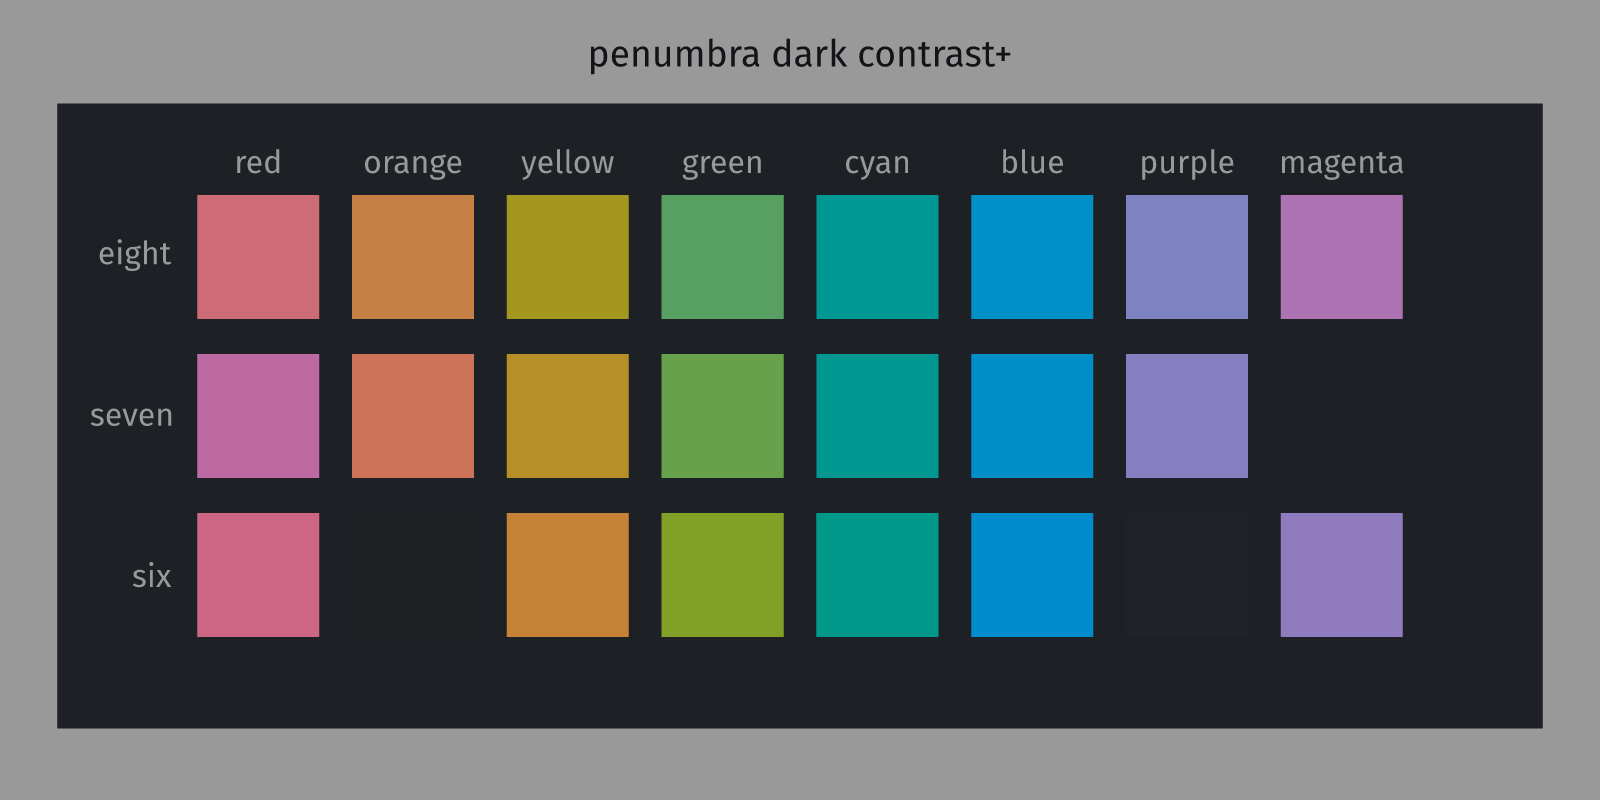 penumbra dark contrast+
red orange yellow green cyan blue purple magenta
eight
seven
six